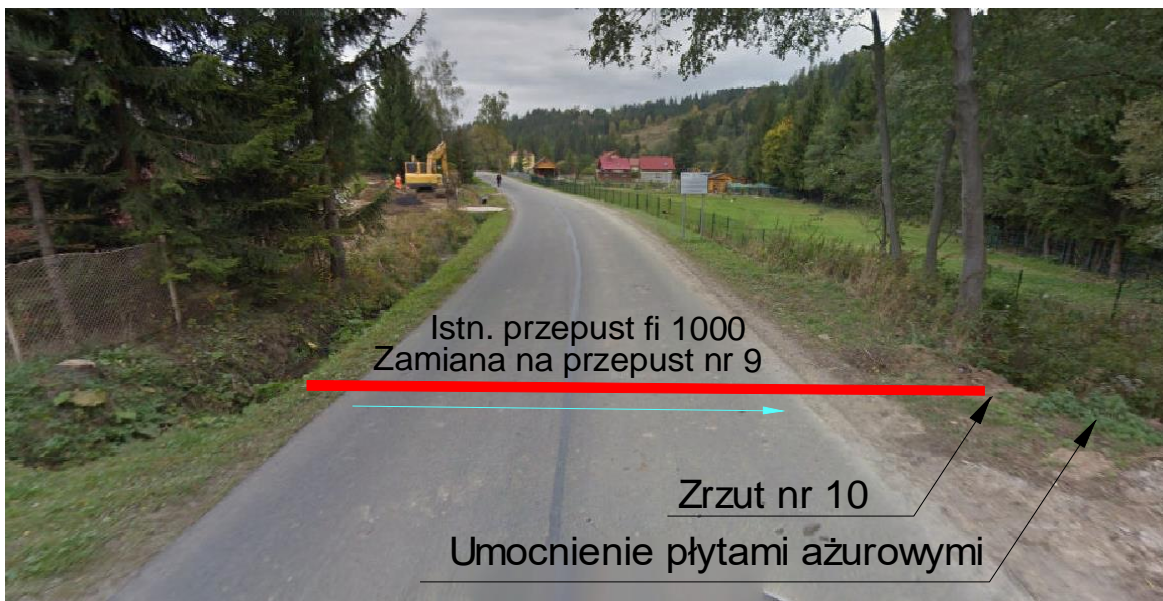 Istn. przepust fi 1000
Zamiana na przepust nr 9
Zrzut nr 10
Umocnienie płytami ażurowymi